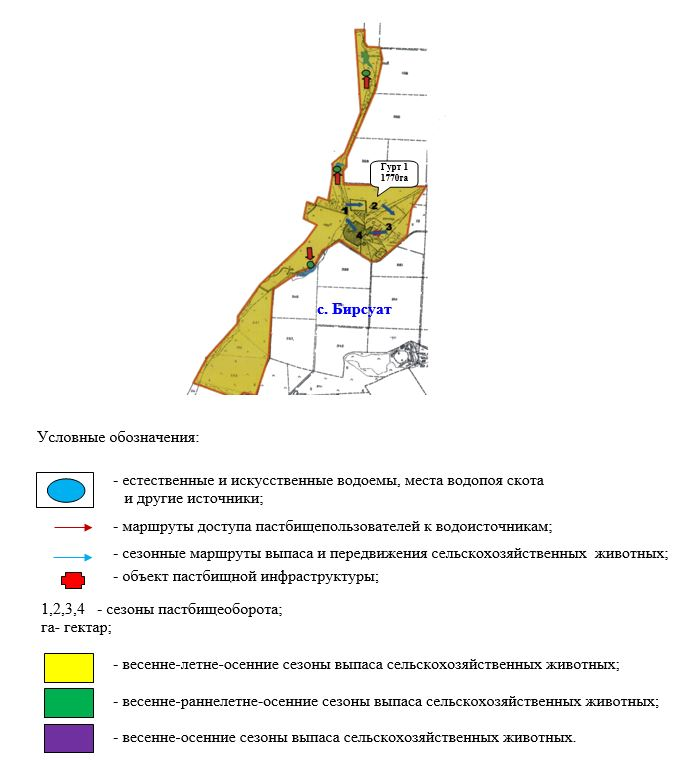 Гурт 1
1770га
1
2
3
4
с. Бирсуат
Условные обозначения:
- естественные и искусственные водоемы, места водопоя скота
и другие источники;
- маршруты доступа пастбищепользователей к водоисточникам;
- сезонные маршруты выпаса и передвижения сельскохозяйственных животных;
- объект пастбищной инфраструктуры;
1,2,3,4 - сезоны пастбищеоборота;
га- гектар;
- весенне-летне-осенние сезоны выпаса сельскохозяйственных животных;
- весенне-раннелетне-осенние сезоны выпаса сельскохозяйственных животных;
- весенне-осенние сезоны выпаса сельскохозяйственных животных.